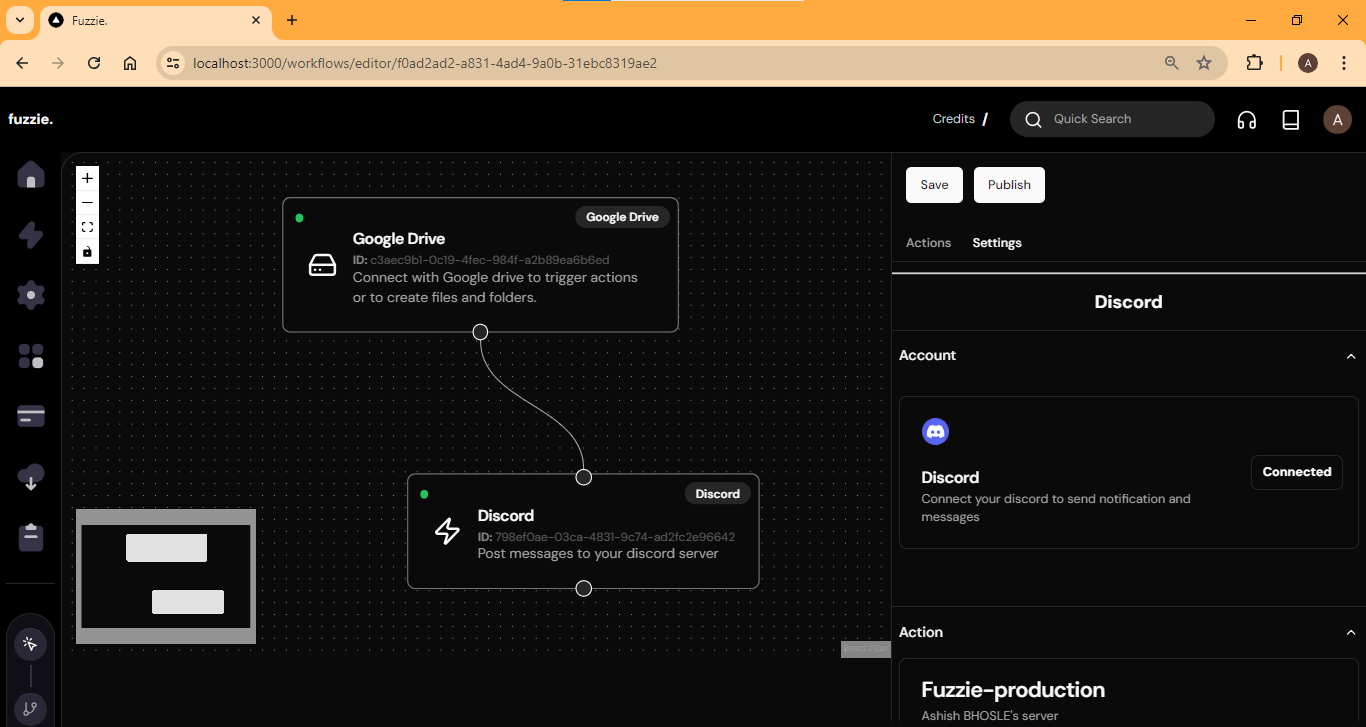 Fuzzie.
localhost:3000/workflows/editor/f0ad2ad2-a831-4ad4-9a0b-31ebc8319ae2
A
fuzzie.
Credits /
Quick Search
A
Save
Publish
Actions
Settings
Google Drive
Google Drive
ID: c3aec9b1-0c19-4fec-984f-a2b89ea6b6ed
Connect with Google drive to trigger actions
or to create files and folders.
Discord
Discord
ID: 798ef0ae-03ca-4831-9c74-ad2fc2e96642
Post messages to your discord server
React Flow
Discord
Account
Discord
Connect your discord to send notification and
messages
Connected
Action
Fuzzie-production
Ashish BHOSLE's server